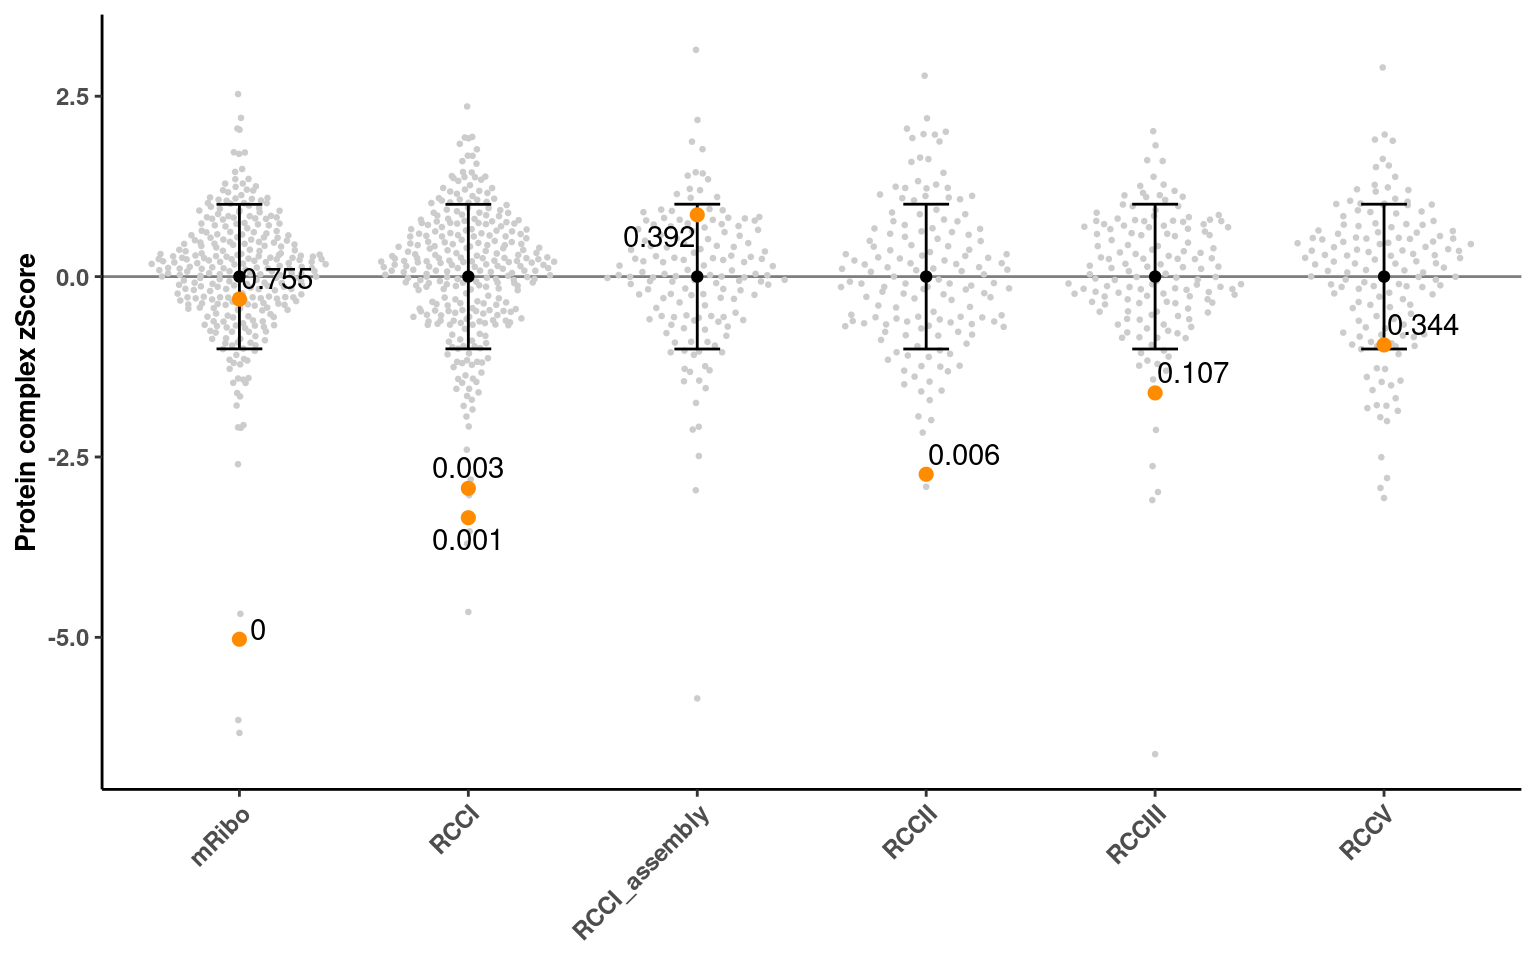 Protein complex zScore
2.5
0.0
-2.5
-5.0
0.755
0
0.003
0.001
0.392
0.006
0.107
0.344
mRibo
RCCI
RCCI_assembly
RCCII
RCCIII
RCCV